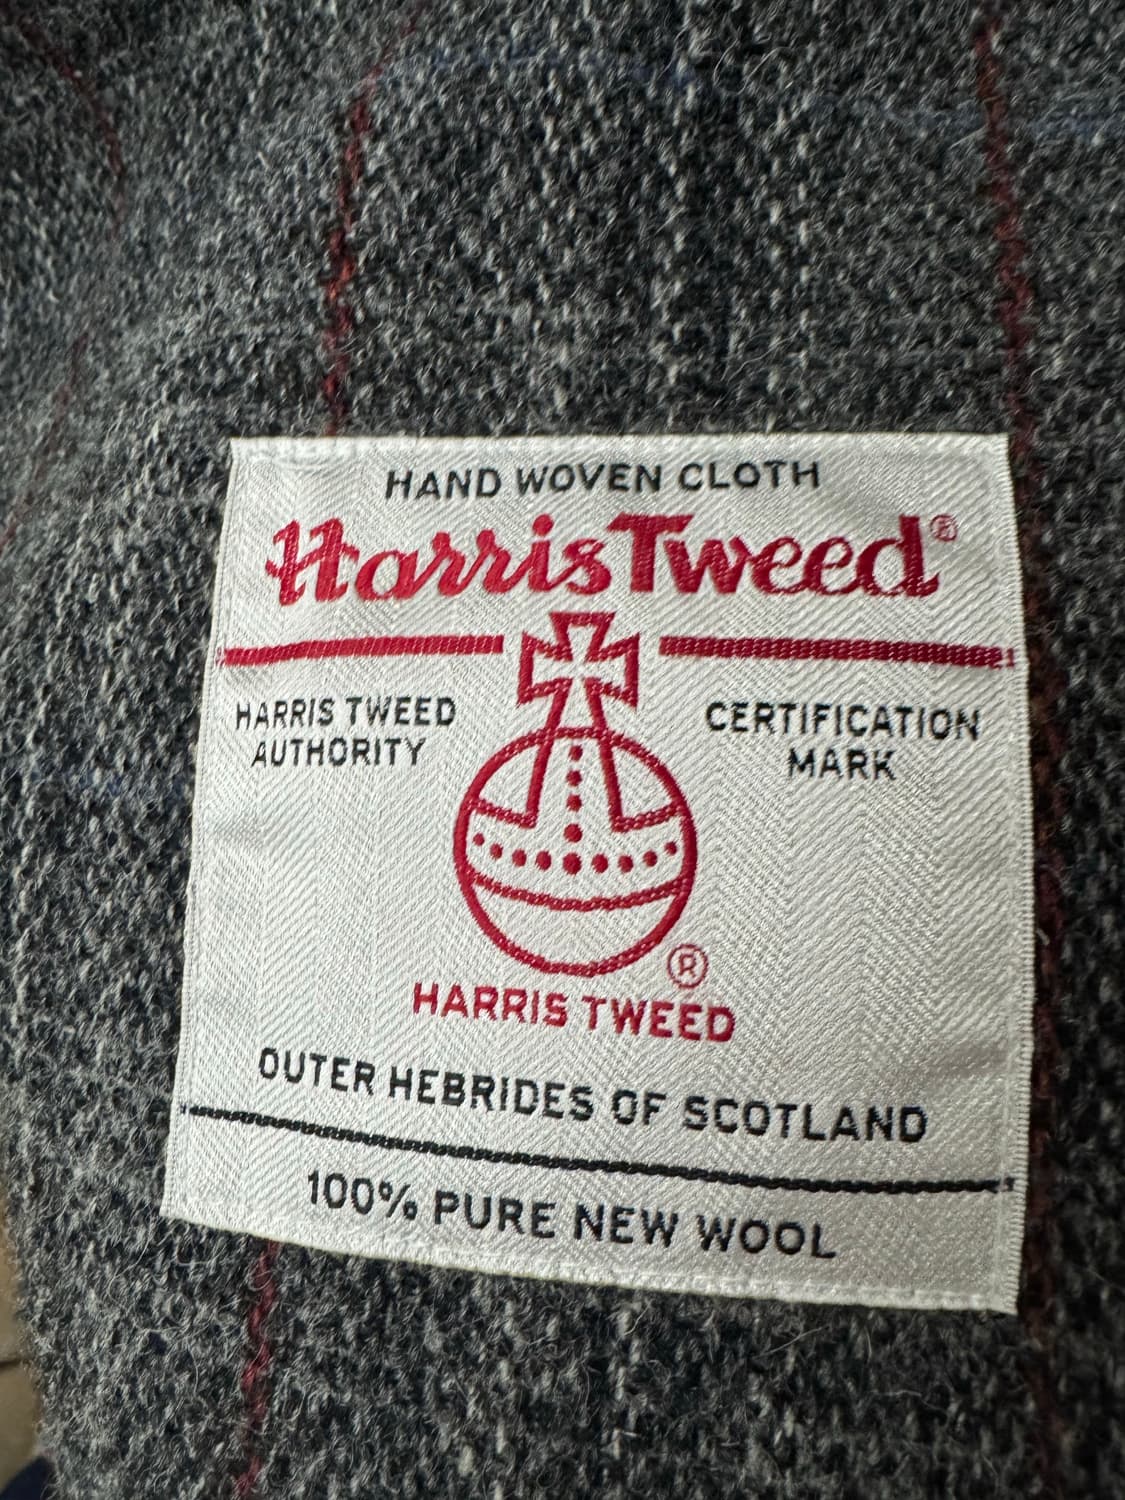 HAND WOVEN CLOTH
Harris Tweed®
HARRIS TWEED
AUTHORITY
CERTIFICATION
MARK
®
HARRIS TWEED
OUTER HEBRIDES OF SCOTLAND
100% PURE NEW WOOL